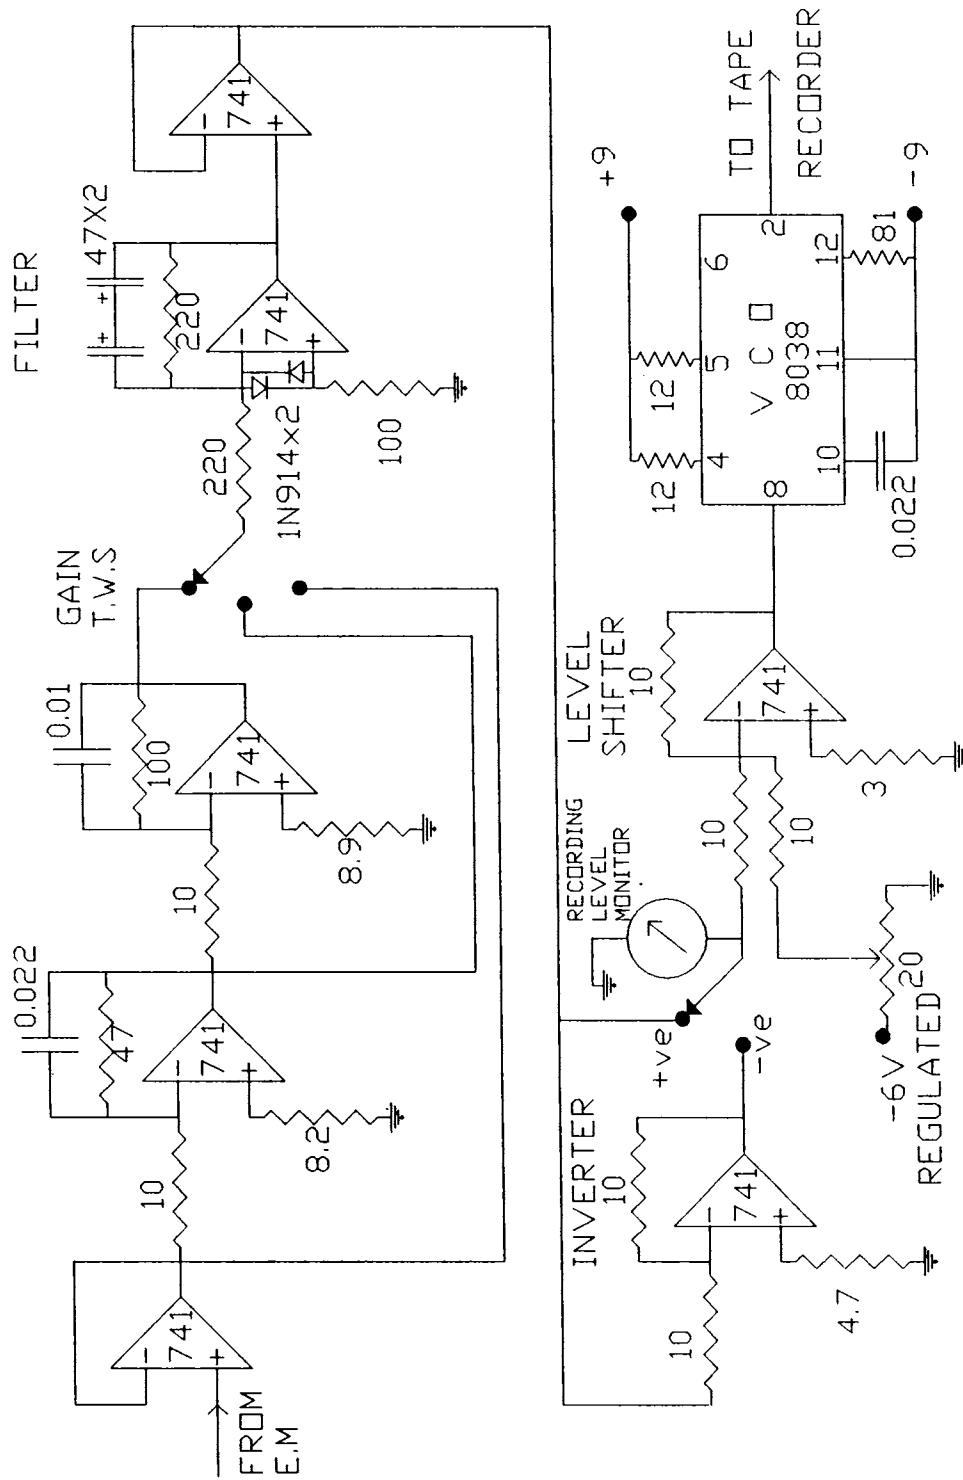 FILTER
47X2
+ +
220
741
- +
741
- +
1N914x2
100
220
GAIN
T.W.S
0.01
100
741
- +
8.9
10
0.022
47
741
- +
8.2
10
741
- +
FROM
E.M
TO TAPE
RECORDER
+9
-9
12
12
4 5 6
8 2
V C O
8038
10 11 12
0.022
81
LEVEL
SHIFTER
10
741
- +
3
10
10
RECORDING
LEVEL
MONITOR
20
-6V
REGULATED
+ve
-ve
INVERTER
10
741
- +
4.7
10